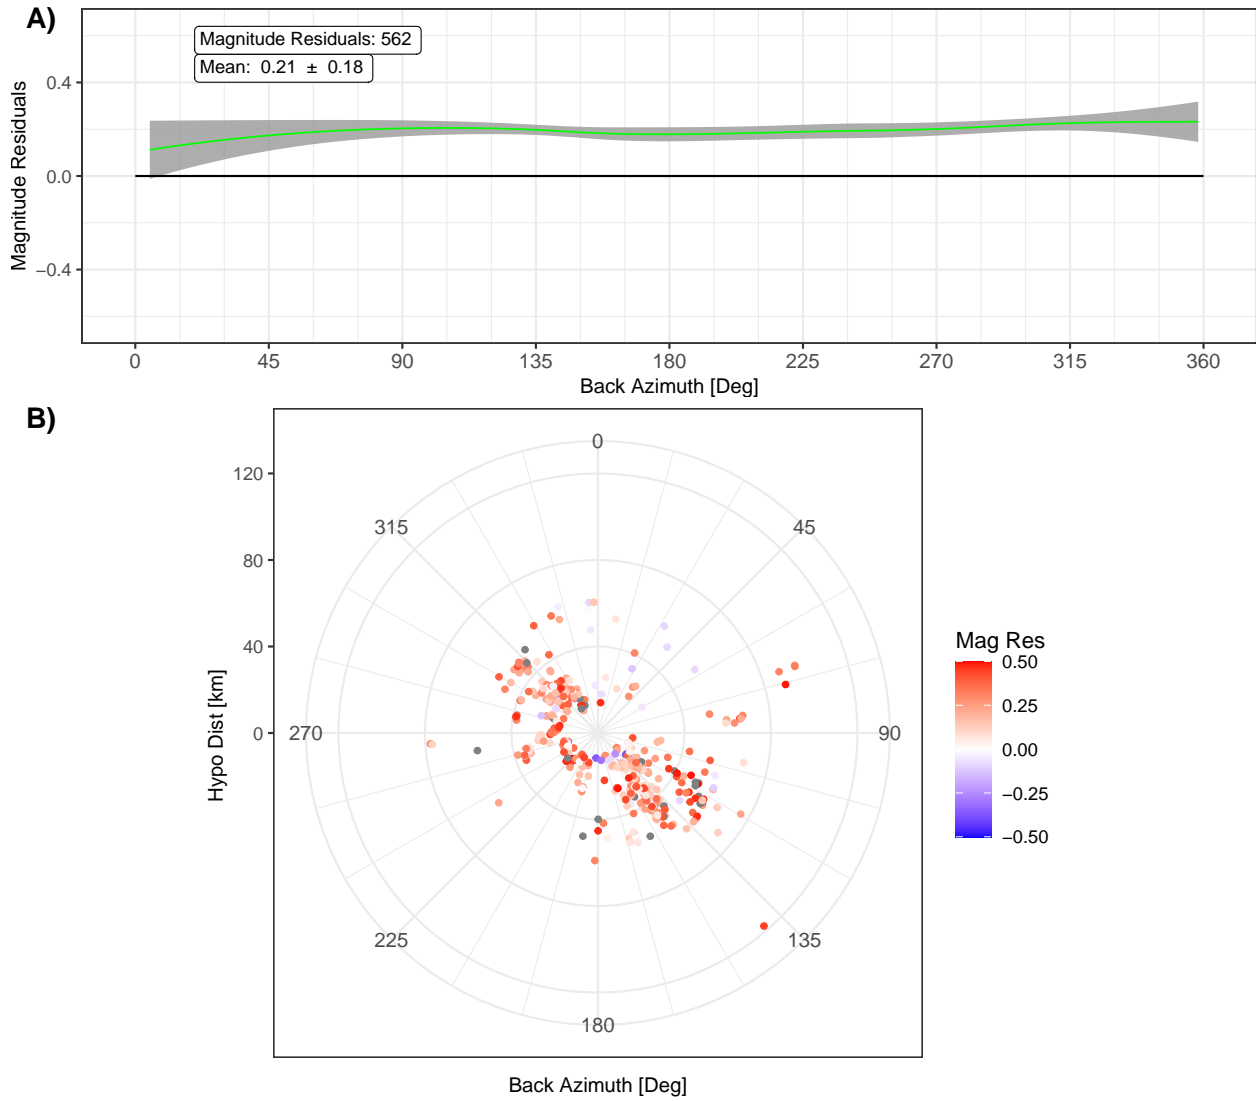 A)
Magnitude Residuals: 562
Mean: 0.21 ± 0.18
Magnitude Residuals
0.4
0.0
−0.4
0 45 90 135 180 225 270 315 360
Back Azimuth [Deg]
B)
Hypo Dist [km]
120
80
40
0
0
45
90
135
180
225
270
315
Back Azimuth [Deg]
Mag Res
0.50
0.25
0.00
−0.25
−0.50